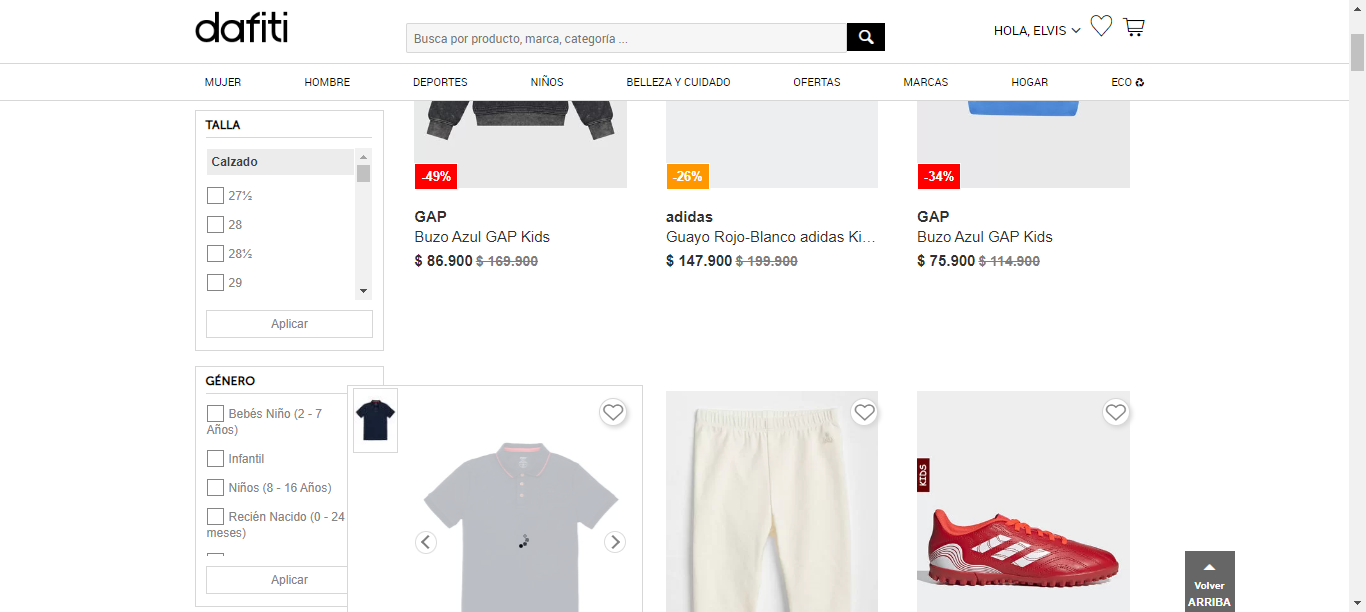 dafiti
Busca por producto, marca, categoría ...
HOLA, ELVIS
MUJER HOMBRE DEPORTES NIÑOS BELLEZA Y CUIDADO OFERTAS MARCAS HOGAR ECO
TALLA
Calzado
27½
28
28½
29
Aplicar
-49%
GAP
Buzo Azul GAP Kids
$ 86.900 $ 169.900
-26%
adidas
Guayo Rojo-Blanco adidas Ki...
$ 147.900 $ 199.900
-34%
GAP
Buzo Azul GAP Kids
$ 75.900 $ 114.900
GÉNERO
Bebés Niño (2 - 7
Años)
Infantil
Niños (8 - 16 Años)
Recién Nacido (0 - 24
meses)
Aplicar
KIDS
Volver
ARRIBA